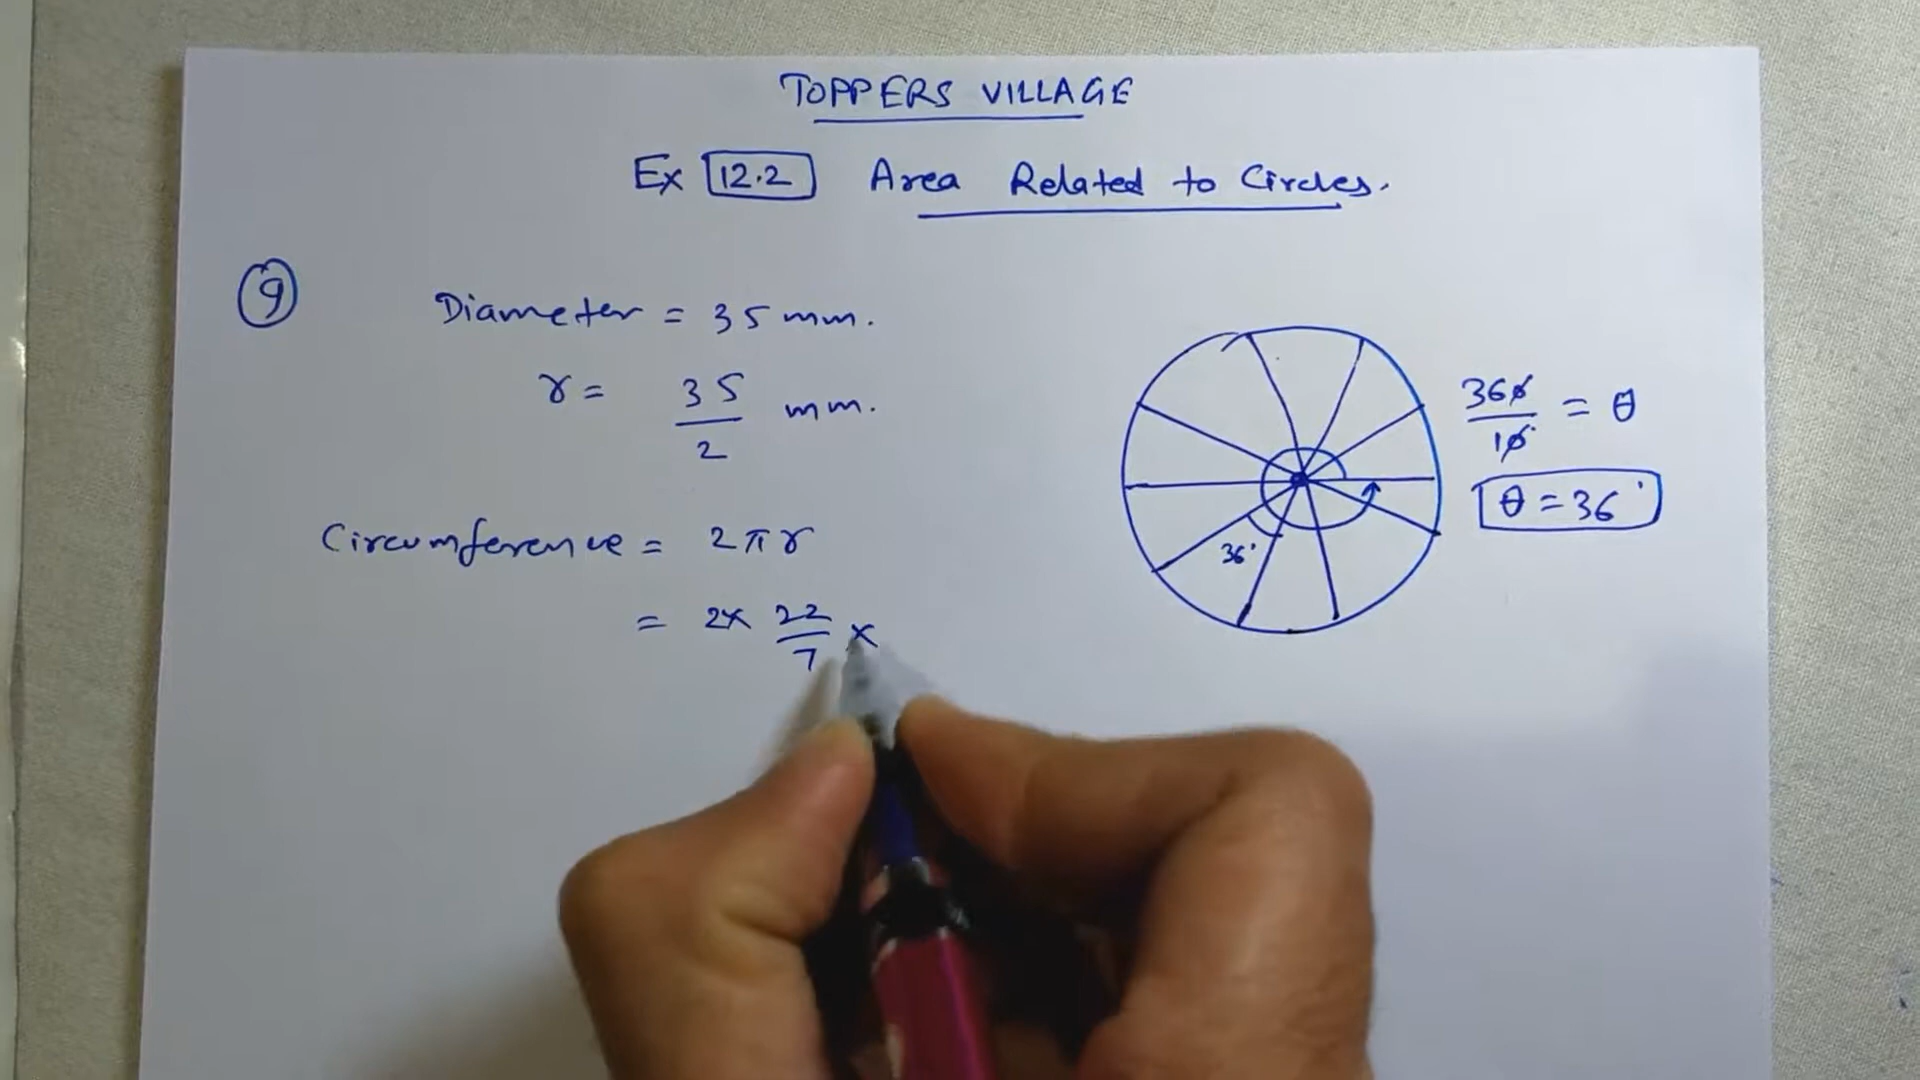 TOPPERS VILLAGE
Ex 12.2 Area Related to Circles.
9
Diameter = 35 mm.
r = 35/2 mm.
Circumference = 2πr
= 2x 22/7 x
360/10 = θ
θ = 36°
36°